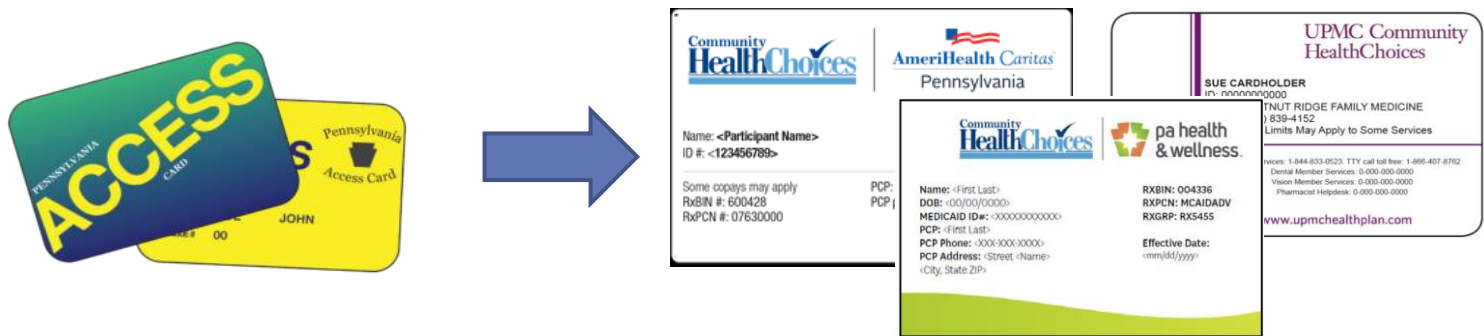 PENNSYLVANIA
ACCESS
CARD
S
Pennsylvania
Access Card
JOHN
00
Community
HealthChoices
AmeriHealth Caritas
Pennsylvania
Name: <Participant Name>
ID #: <123456789>
Some copays may apply
RxBIN #: 600428
RxPCN #: 07630000
PCP:
PCP
Community
HealthChoices
pa health
& wellness
Name: <First Last>
DOB: <00/00/0000>
MEDICAID ID#: <XXXXXXXXXXX>
PCP: <First Last>
PCP Phone: <XXX-XXX-XXXX>
PCP Address: <Street <Name>
<City, State ZIP>
RXBIN: 004336
RXPCN: MCAIDADV
RXGRP: RX5455
Effective Date:
<mm/dd/yyyy>
UPMC Community
HealthChoices
SUE CARDHOLDER
ID: 00000000000
TNUT RIDGE FAMILY MEDICINE
) 839-4152
Limits May Apply to Some Services
rvices: 1-844-833-0523. TTY call toll free: 1-866-407-8762
Dental Member Services: 0-000-000-0000
Vision Member Services: 0-000-000-0000
Pharmacist Helpdesk: 0-000-000-0000
www.upmchealthplan.com